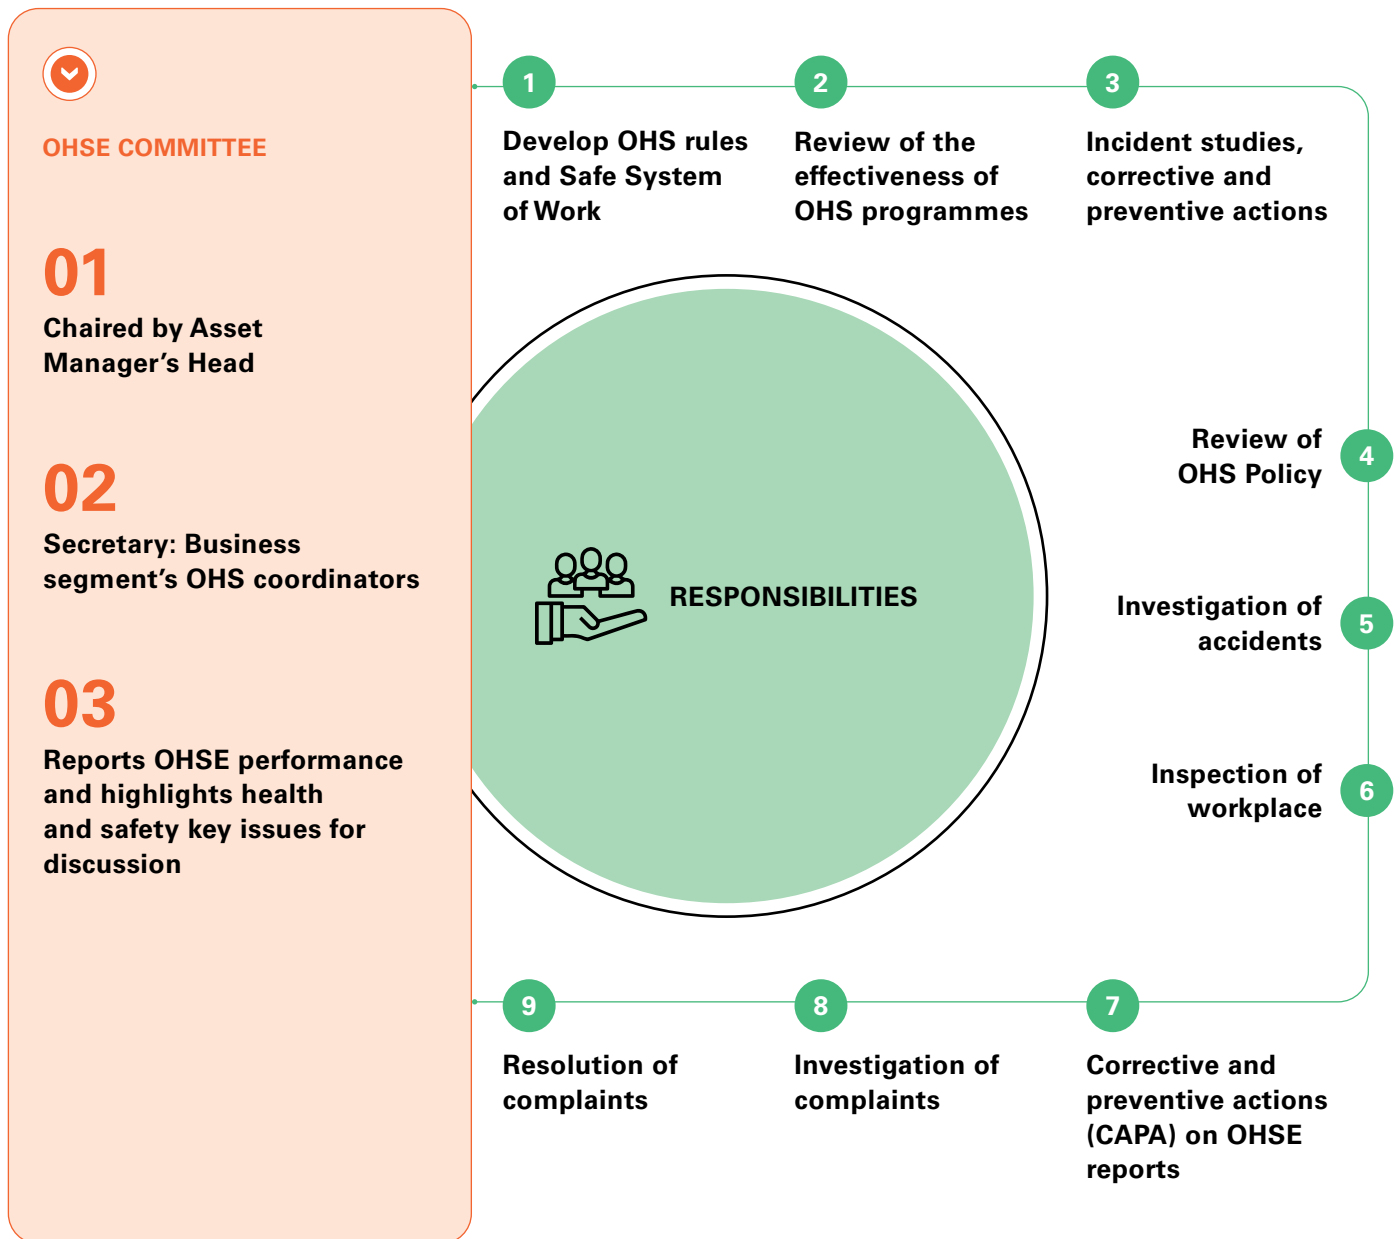 OHSE COMMITTEE
01
Chaired by Asset
Manager’s Head
02
Secretary: Business
segment’s OHS coordinators
03
Reports OHSE performance
and highlights health
and safety key issues for
discussion
RESPONSIBILITIES
1
Develop OHS rules
and Safe System
of Work
2
Review of the
effectiveness of
OHS programmes
3
Incident studies,
corrective and
preventive actions
4
Review of
OHS Policy
5
Investigation of
accidents
6
Inspection of
workplace
7
Corrective and
preventive actions
(CAPA) on OHSE
reports
8
Investigation of
complaints
9
Resolution of
complaints